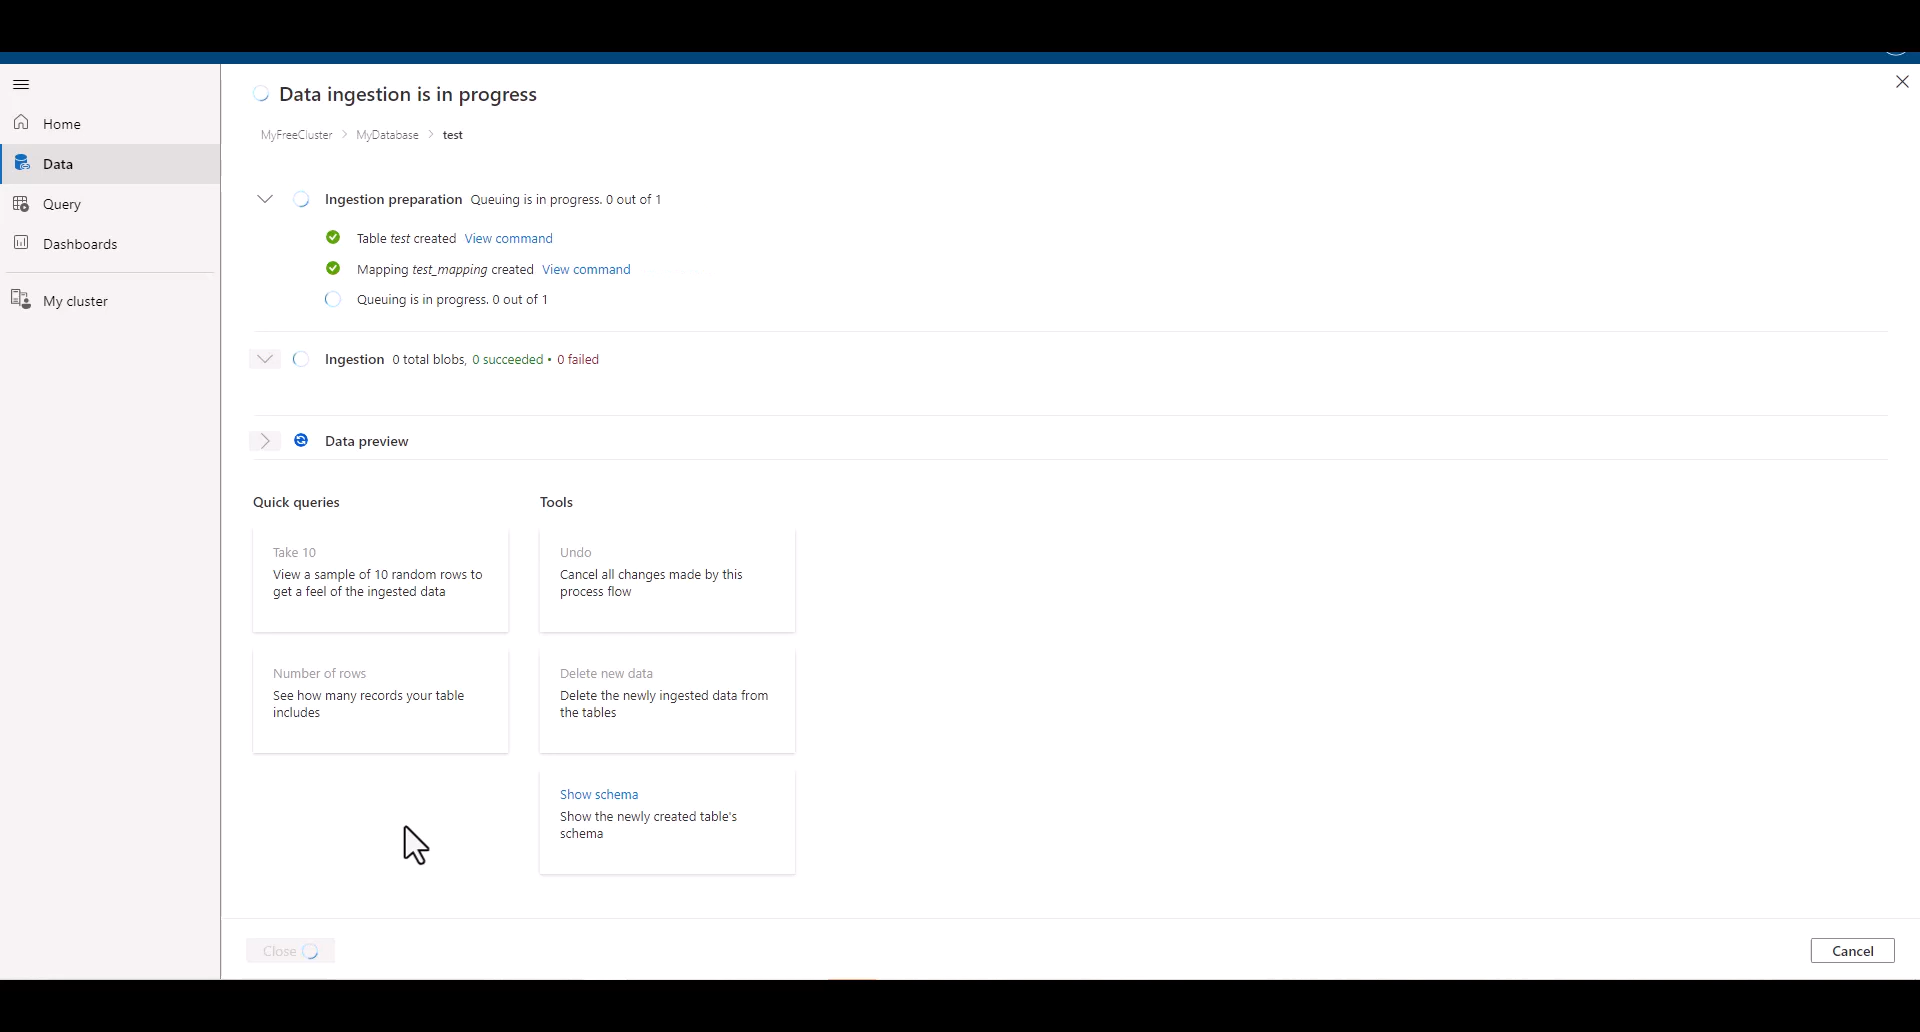 Home
Data
Query
Dashboards
My cluster
Data ingestion is in progress
MyFreeCluster > MyDatabase > test
Ingestion preparation Queuing is in progress. 0 out of 1
Table test created View command
Mapping test_mapping created View command
Queuing is in progress. 0 out of 1
Ingestion 0 total blobs, 0 succeeded • 0 failed
Data preview
Quick queries
Take 10
View a sample of 10 random rows to
get a feel of the ingested data
Number of rows
See how many records your table
includes
Tools
Undo
Cancel all changes made by this
process flow
Delete new data
Delete the newly ingested data from
the tables
Show schema
Show the newly created table's
schema
Close
Cancel